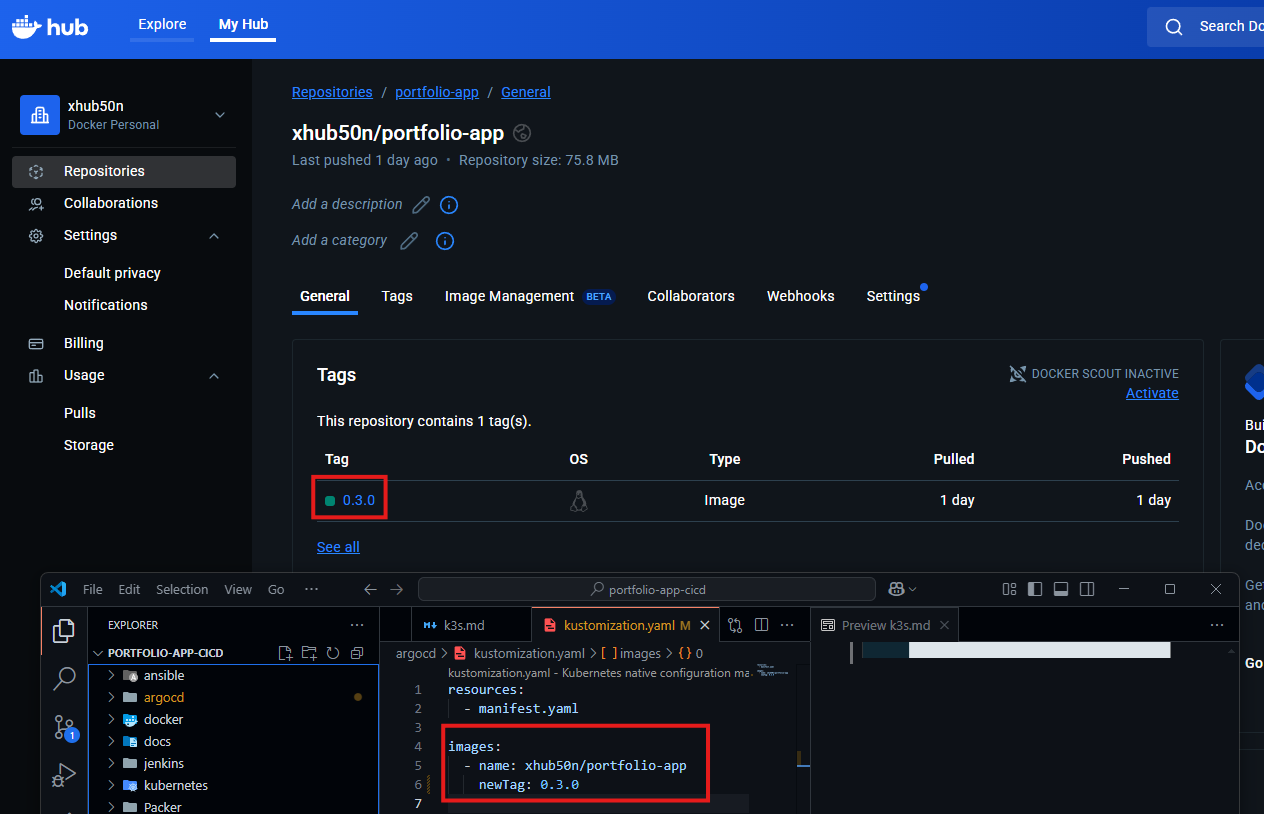 hub
Explore
My Hub
Search Do
xhub50n
Docker Personal
Repositories
Collaborations
Settings
Default privacy
Notifications
Billing
Usage
Pulls
Storage
Repositories / portfolio-app / General
xhub50n/portfolio-app
Last pushed 1 day ago • Repository size: 75.8 MB
Add a description
Add a category
General Tags Image Management BETA Collaborators Webhooks Settings
Tags
DOCKER SCOUT INACTIVE
Activate
This repository contains 1 tag(s).
Tag OS Type Pulled Pushed
0.3.0 Image 1 day 1 day
See all
Bui
Do
Acc
Doc
dec
Get
and
Go
File Edit Selection View Go ···
portfolio-app-cicd
EXPLORER
PORTFOLIO-APP-CICD
ansible
argocd
docker
docs
jenkins
kubernetes
Packer
1
k3s.md
kustomization.yaml M
Preview k3s.md
argocd > kustomization.yaml > [ ] images > { } 0
kustomization.yaml - Kubernetes native configuration ma
1 resources:
2 - manifest.yaml
3
4 images:
5 - name: xhub50n/portfolio-app
6 newTag: 0.3.0
7